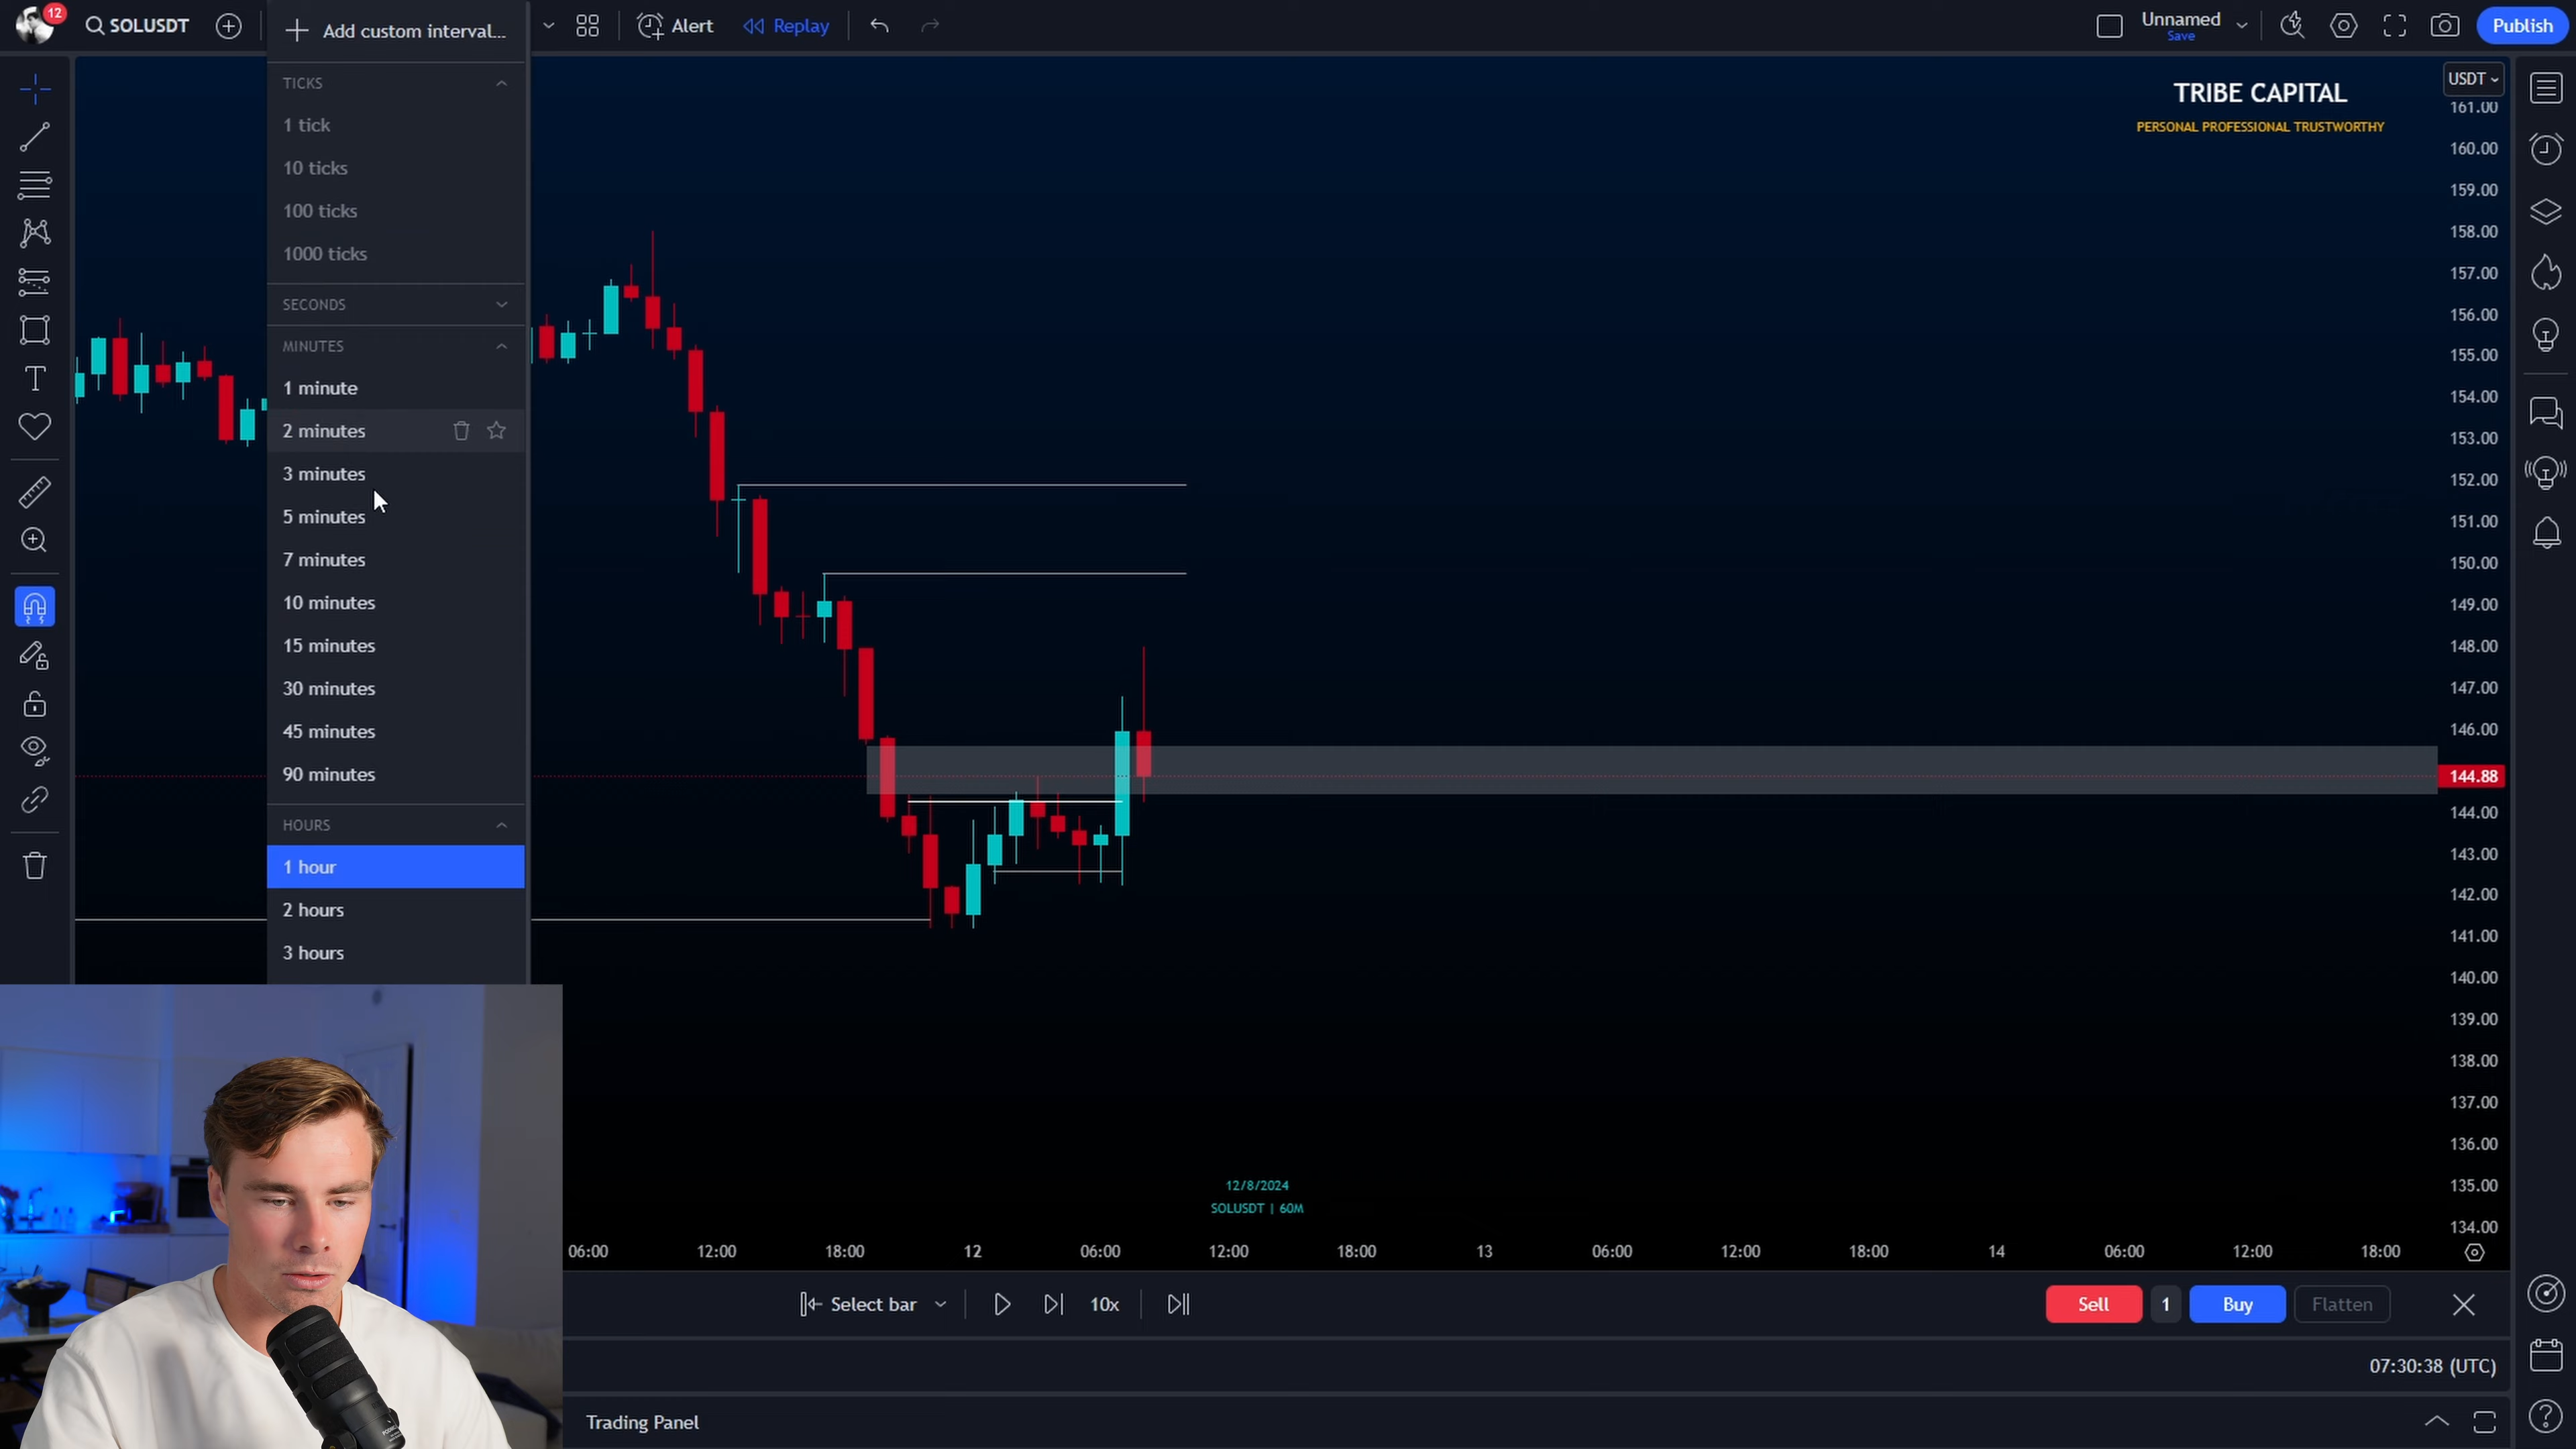 12
SOLUSDT
Add custom interval...
Alert
Replay
Unnamed
Save
Publish
TICKS
1 tick
10 ticks
100 ticks
1000 ticks
SECONDS
MINUTES
1 minute
2 minutes
3 minutes
5 minutes
7 minutes
10 minutes
15 minutes
30 minutes
45 minutes
90 minutes
HOURS
1 hour
2 hours
3 hours
TRIBE CAPITAL
PERSONAL PROFESSIONAL TRUSTWORTHY
USDT
161.00
160.00
159.00
158.00
157.00
156.00
155.00
154.00
153.00
152.00
151.00
150.00
149.00
148.00
147.00
146.00
144.88
144.00
143.00
142.00
141.00
140.00
139.00
138.00
137.00
136.00
135.00
134.00
12/8/2024
SOLUSDT | 60M
06:00 12:00 18:00 12 06:00 12:00 18:00 13 06:00 12:00 18:00 14 06:00 12:00 18:00
Select bar
10x
Sell
1
Buy
Flatten
07:30:38 (UTC)
Trading Panel